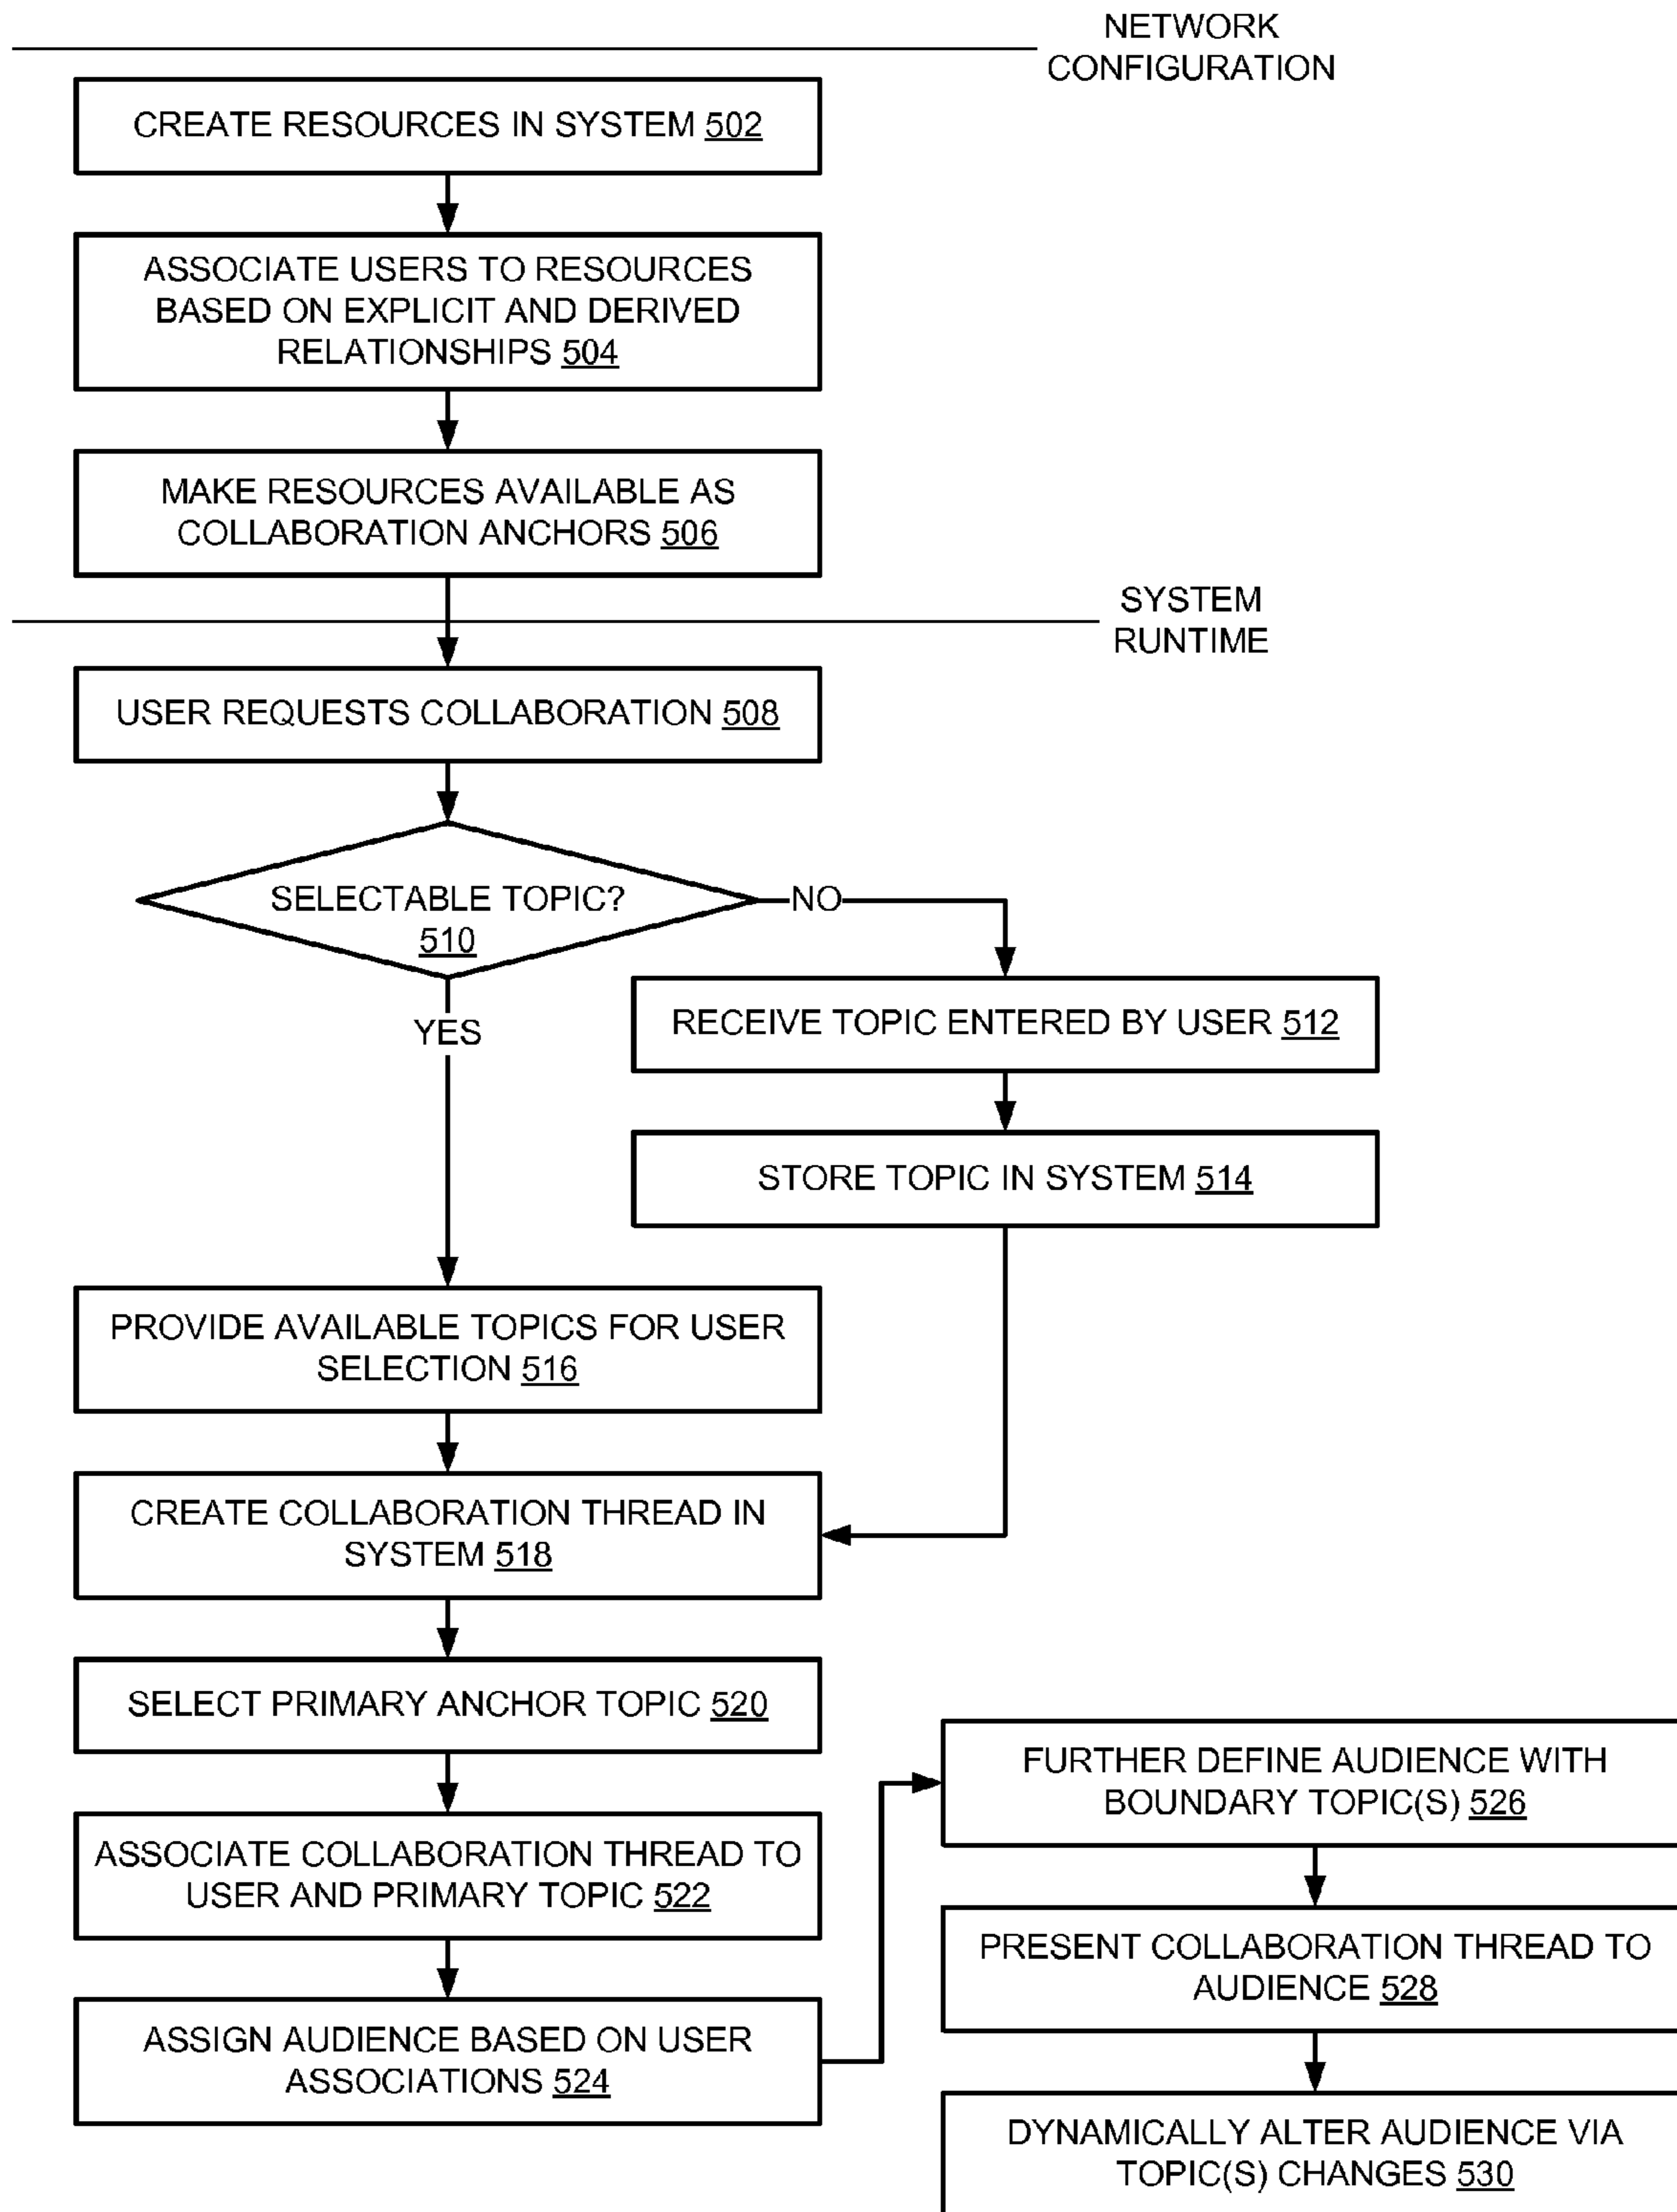 NETWORK
CONFIGURATION
CREATE RESOURCES IN SYSTEM 502
ASSOCIATE USERS TO RESOURCES
BASED ON EXPLICIT AND DERIVED
RELATIONSHIPS 504
MAKE RESOURCES AVAILABLE AS
COLLABORATION ANCHORS 506
SYSTEM
RUNTIME
USER REQUESTS COLLABORATION 508
SELECTABLE TOPIC?
510
NO
YES
RECEIVE TOPIC ENTERED BY USER 512
STORE TOPIC IN SYSTEM 514
PROVIDE AVAILABLE TOPICS FOR USER
SELECTION 516
CREATE COLLABORATION THREAD IN
SYSTEM 518
SELECT PRIMARY ANCHOR TOPIC 520
ASSOCIATE COLLABORATION THREAD TO
USER AND PRIMARY TOPIC 522
ASSIGN AUDIENCE BASED ON USER
ASSOCIATIONS 524
FURTHER DEFINE AUDIENCE WITH
BOUNDARY TOPIC(S) 526
PRESENT COLLABORATION THREAD TO
AUDIENCE 528
DYNAMICALLY ALTER AUDIENCE VIA
TOPIC(S) CHANGES 530